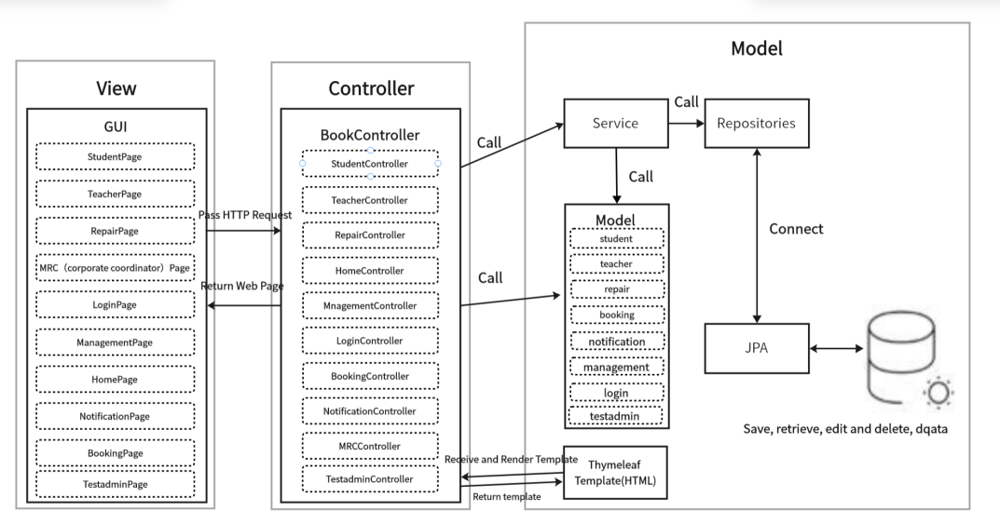 View
GUI
StudentPage
TeacherPage
RepairPage
MRC（corporate coordinator）Page
LoginPage
ManagementPage
HomePage
NotificationPage
BookingPage
TestadminPage
Pass HTTP Request
Return Web Page
Controller
BookController
StudentController
TeacherController
RepairController
HomeController
MnagementController
LoginController
BookingController
NotificationController
MRCController
TestadminController
Call
Call
Receive and Render Template
Return template
Model
Service
Call
Repositories
Call
Model
student
teacher
repair
booking
notification
management
login
testadmin
Thymeleaf
Template(HTML)
Connect
JPA
Save, retrieve, edit and delete, dqata